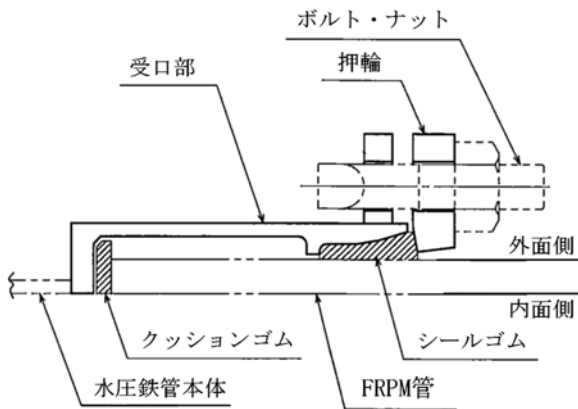 ボルト・ナット
押輪
受口部
外面側
内面側
クッションゴム
シールゴム
水圧鉄管本体
FRPM管